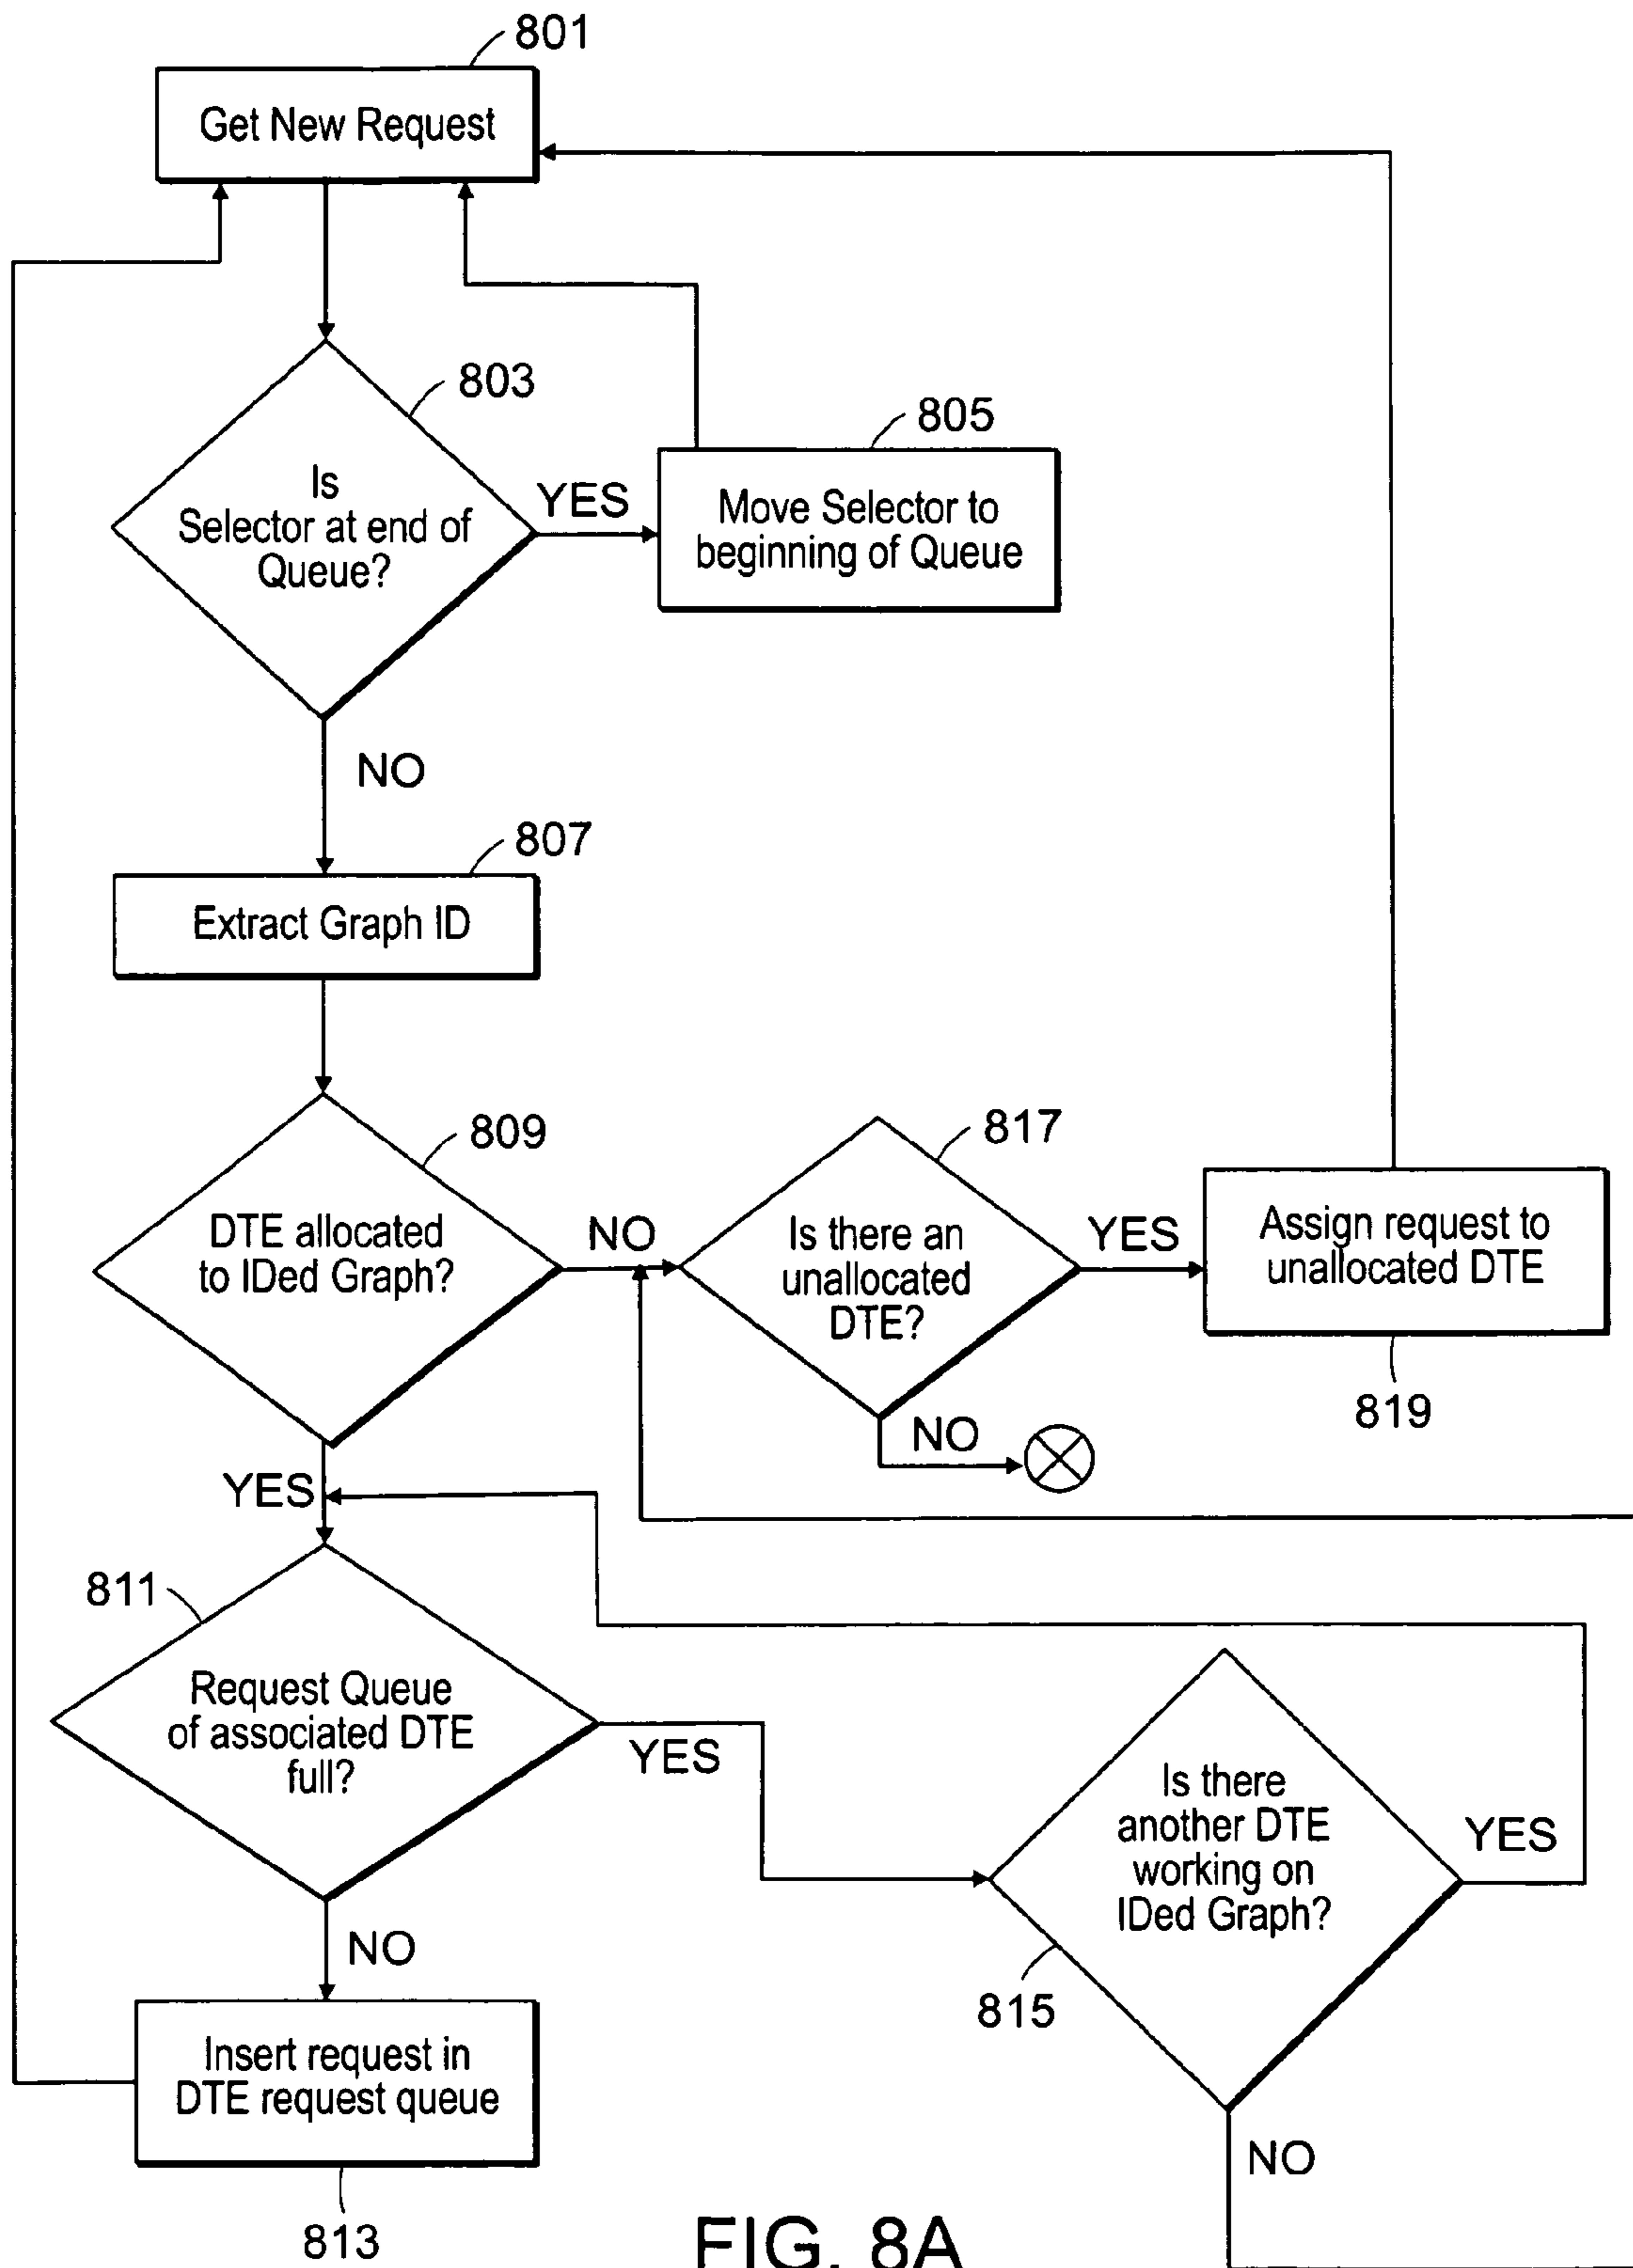 801
Get New Request
803
Is
Selector at end of
Queue?
YES
805
Move Selector to
beginning of Queue
NO
807
Extract Graph ID
809
DTE allocated
to IDed Graph?
NO
817
Is there an
unallocated
DTE?
YES
Assign request to
unallocated DTE
819
NO
YES
811
Request Queue
of associated DTE
full?
YES
Is there
another DTE
working on
IDed Graph?
YES
815
NO
NO
Insert request in
DTE request queue
813
FIG. 8A